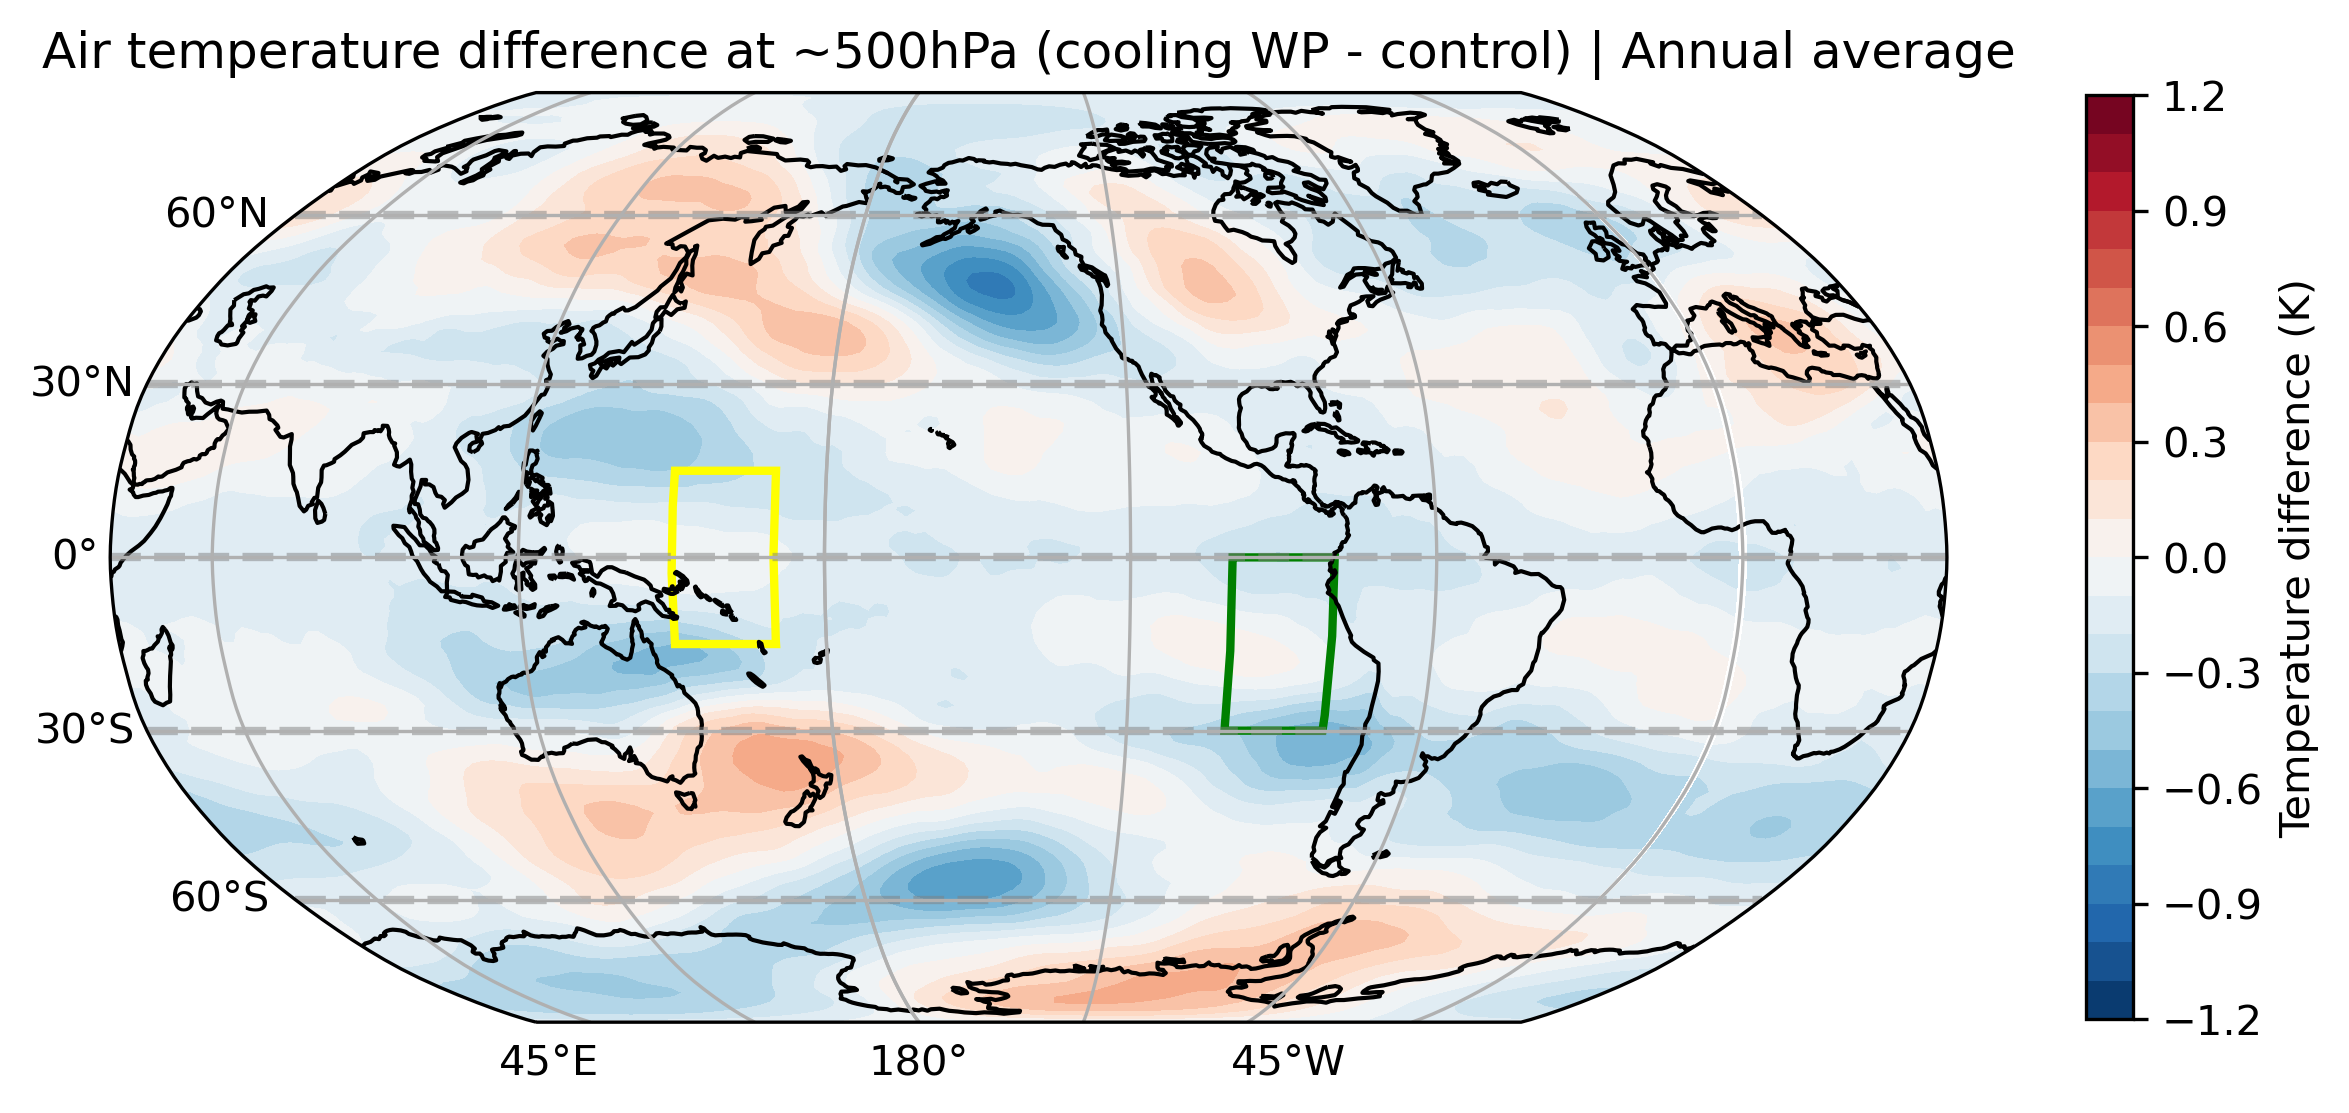 Air temperature difference at ~500hPa (cooling WP - control) | Annual average
60°N
30°N
0°
30°S
60°S
45°E
180°
45°W
1.2
0.9
0.6
0.3
0.0
−0.3
−0.6
−0.9
−1.2
Temperature difference (K)